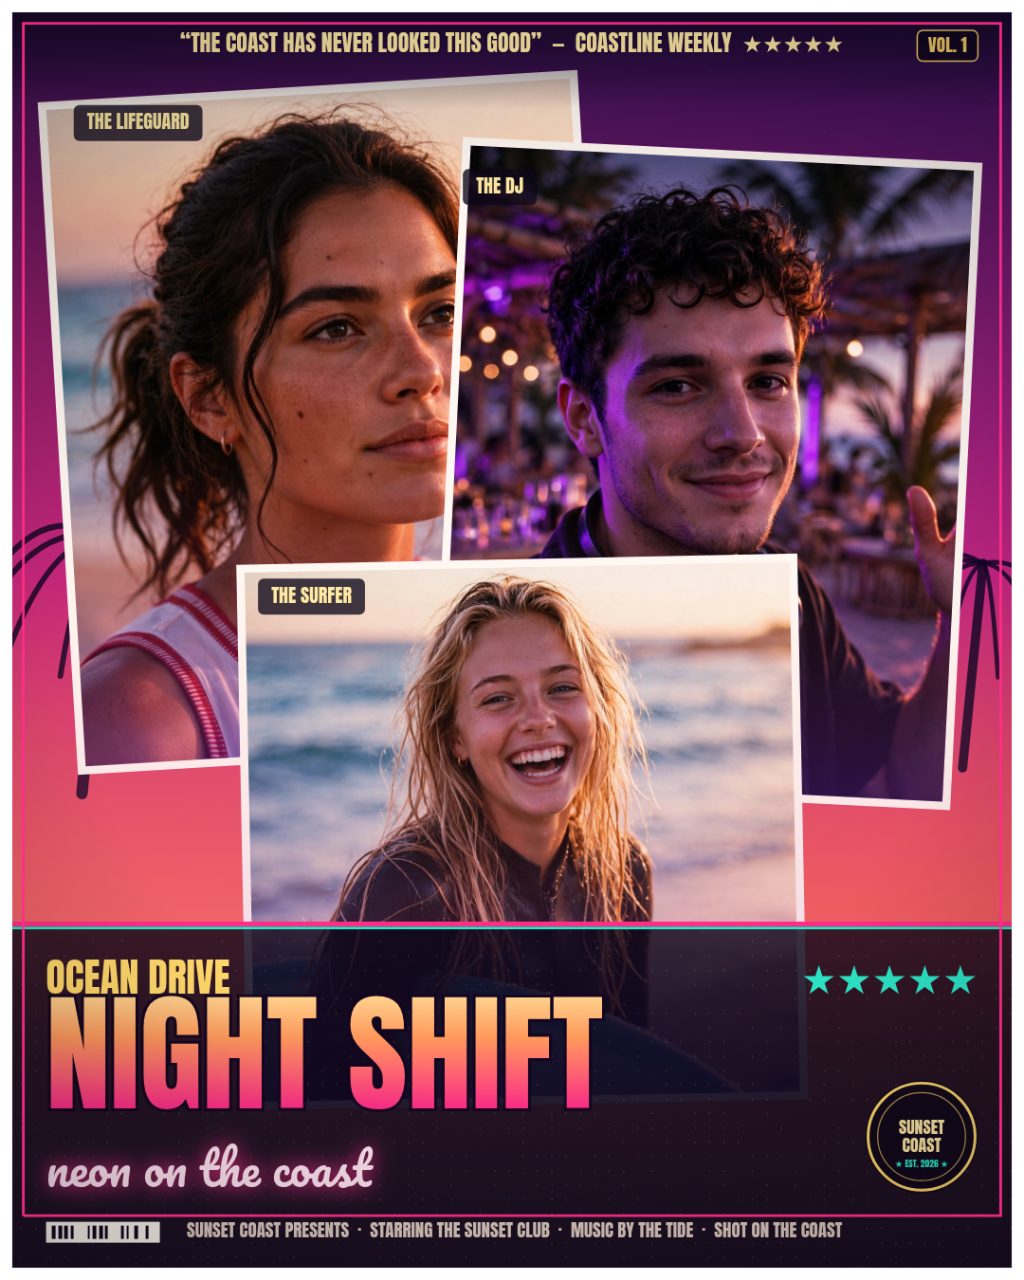 “THE COAST HAS NEVER LOOKED THIS GOOD” – COASTLINE WEEKLY ★★★★★
VOL. 1
THE LIFEGUARD
THE DJ
THE SURFER
OCEAN DRIVE
★★★★★
NIGHT SHIFT
neon on the coast
SUNSET
COAST
★ EST. 2026 ★
SUNSET COAST PRESENTS · STARRING THE SUNSET CLUB · MUSIC BY THE TIDE · SHOT ON THE COAST